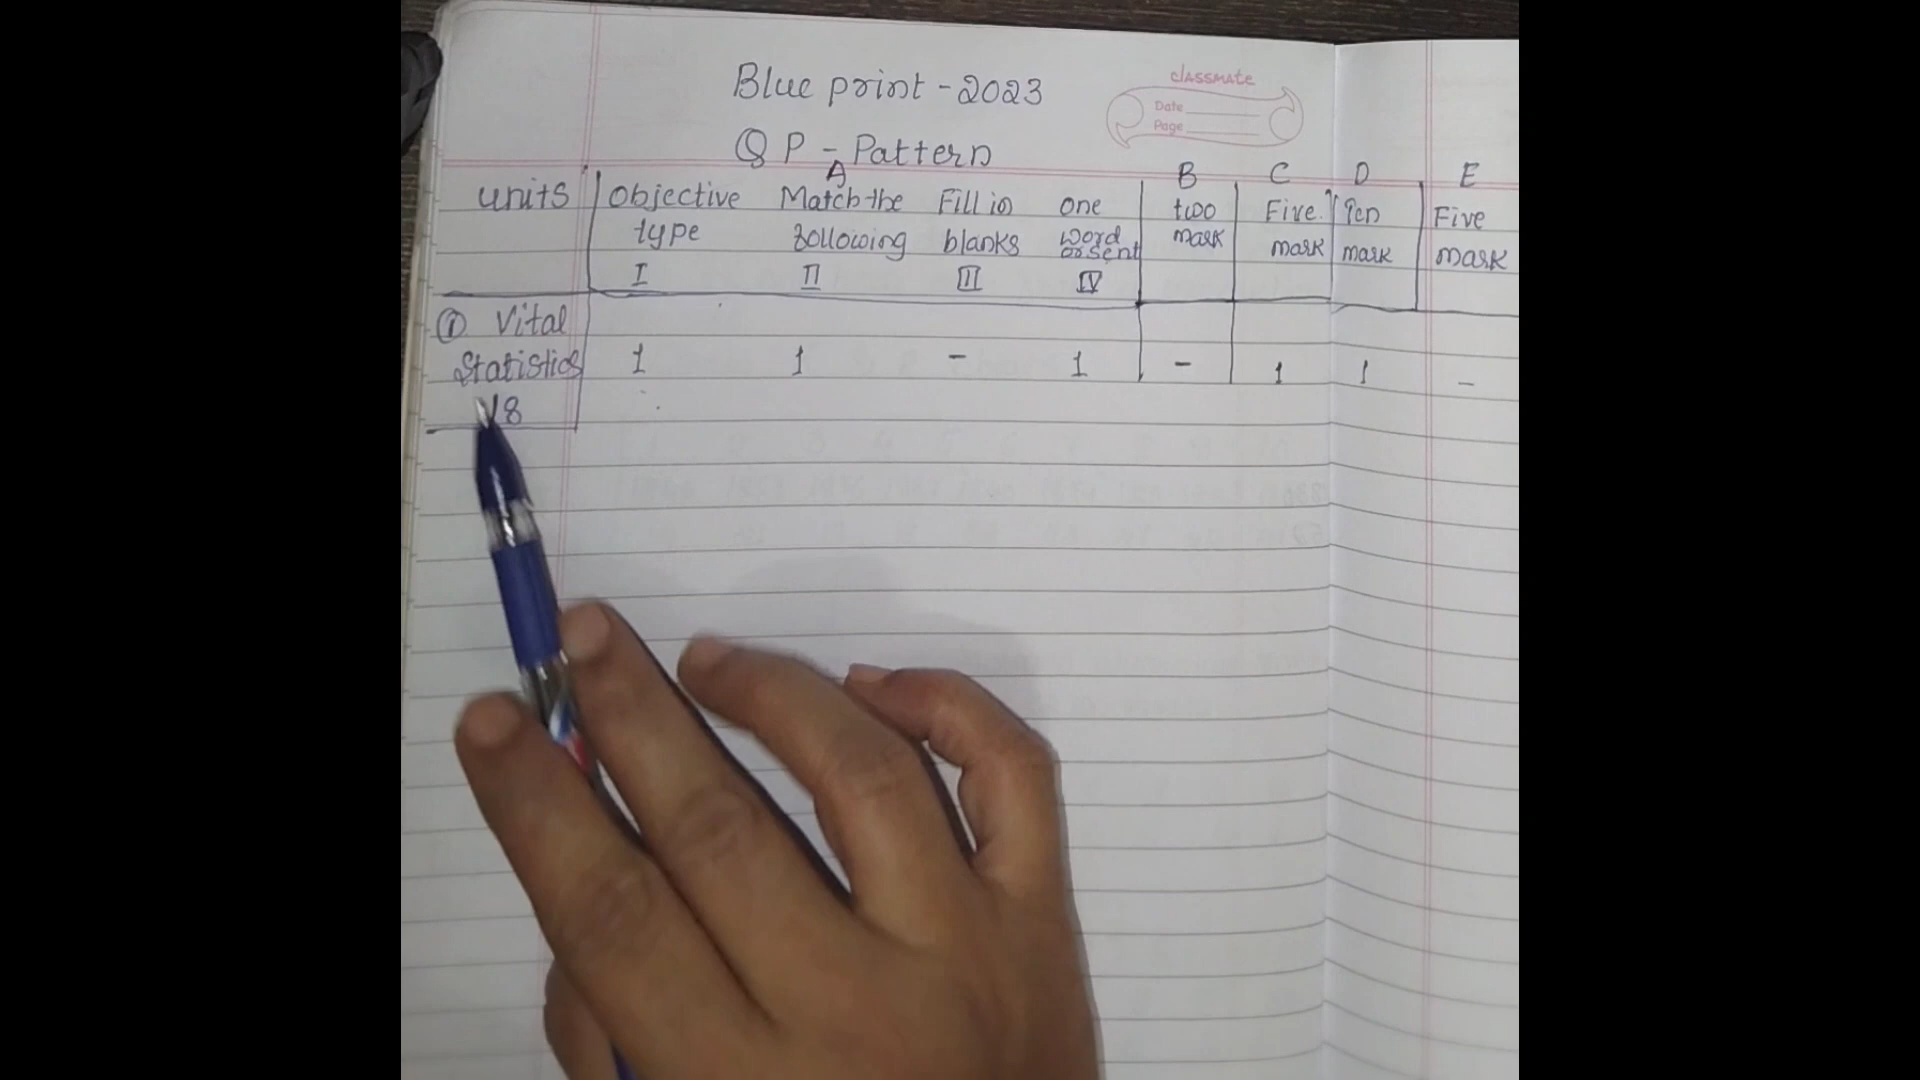 Blue print - 2023
classmate
Date
Page
Q P - Pattern
A B C D E
units Objective Match the Fill in one two Five Ten Five
type following blanks word or sent mark mark mark mark
I II III IV
① Vital
Statistics 1 1 - 1 - 1 1 -
18